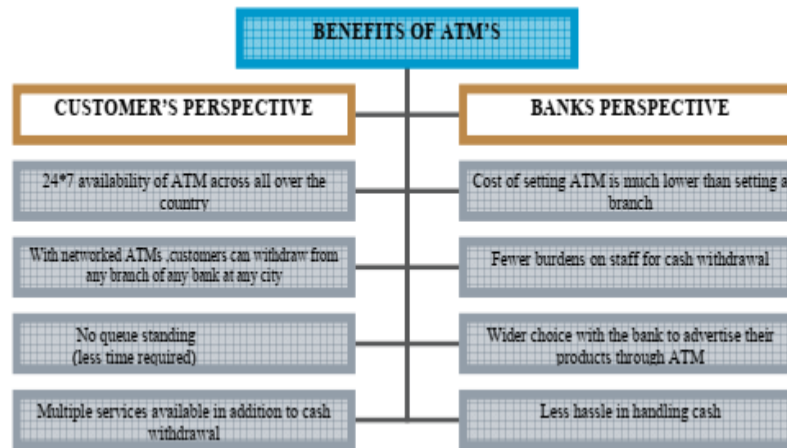 BENEFITS OF ATM'S
CUSTOMER'S PERSPECTIVE
24*7 availability of ATM across all over the
country
With networked ATMs ,customers can withdraw from
any branch of any bank at any city
No queue standing
(less time required)
Multiple services available in addition to cash
withdrawal
BANKS PERSPECTIVE
Cost of setting ATM is much lower than setting a
branch
Fewer burdens on staff for cash withdrawal
Wider choice with the bank to advertise their
products through ATM
Less hassle in handling cash